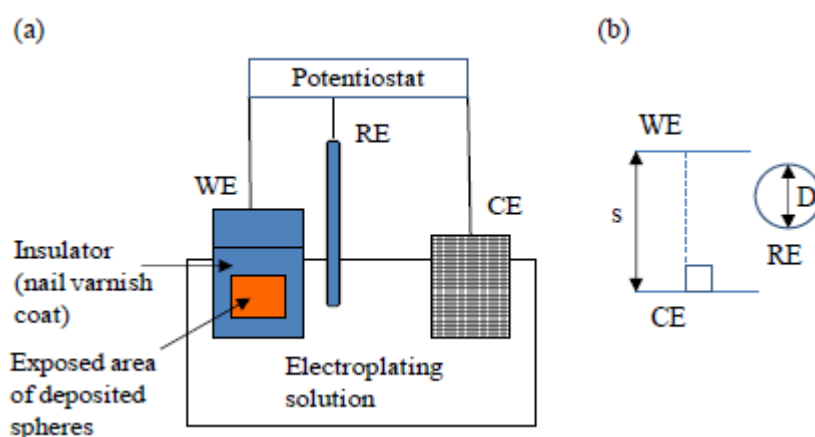 (a)
Potentiostat
RE
WE
CE
Insulator
(nail varnish
coat)
Exposed area
of deposited
spheres
Electroplating
solution
(b)
WE
s
D
RE
CE